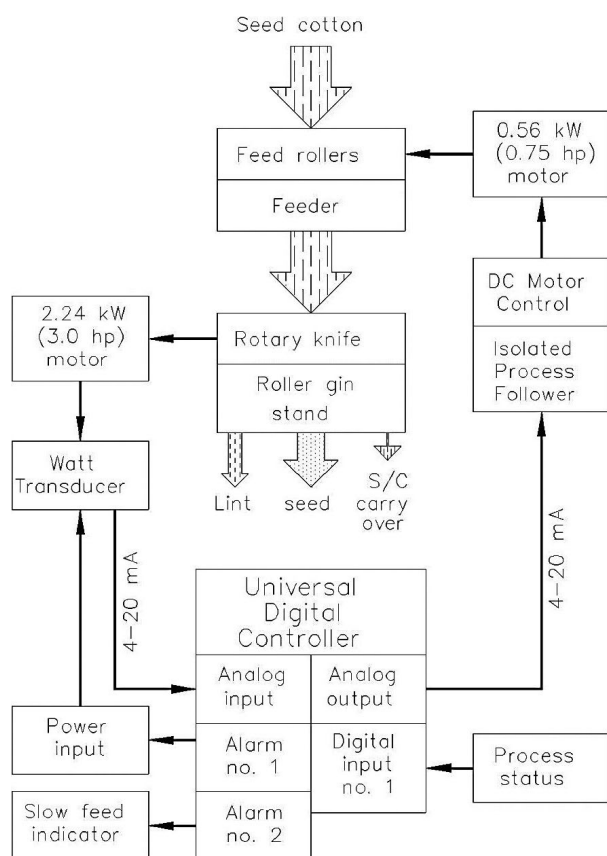 Seed cotton
Feed rollers
Feeder
0.56 kW
(0.75 hp)
motor
DC Motor
Control
Isolated
Process
Follower
2.24 kW
(3.0 hp)
motor
Rotary knife
Roller gin
stand
Watt
Transducer
Lint
seed
S/C
carry
over
4-20 mA
4-20 mA
Universal
Digital
Controller
Analog
input
Analog
output
Power
input
Alarm
no. 1
Digital
input
no. 1
Process
status
Slow feed
indicator
Alarm
no. 2